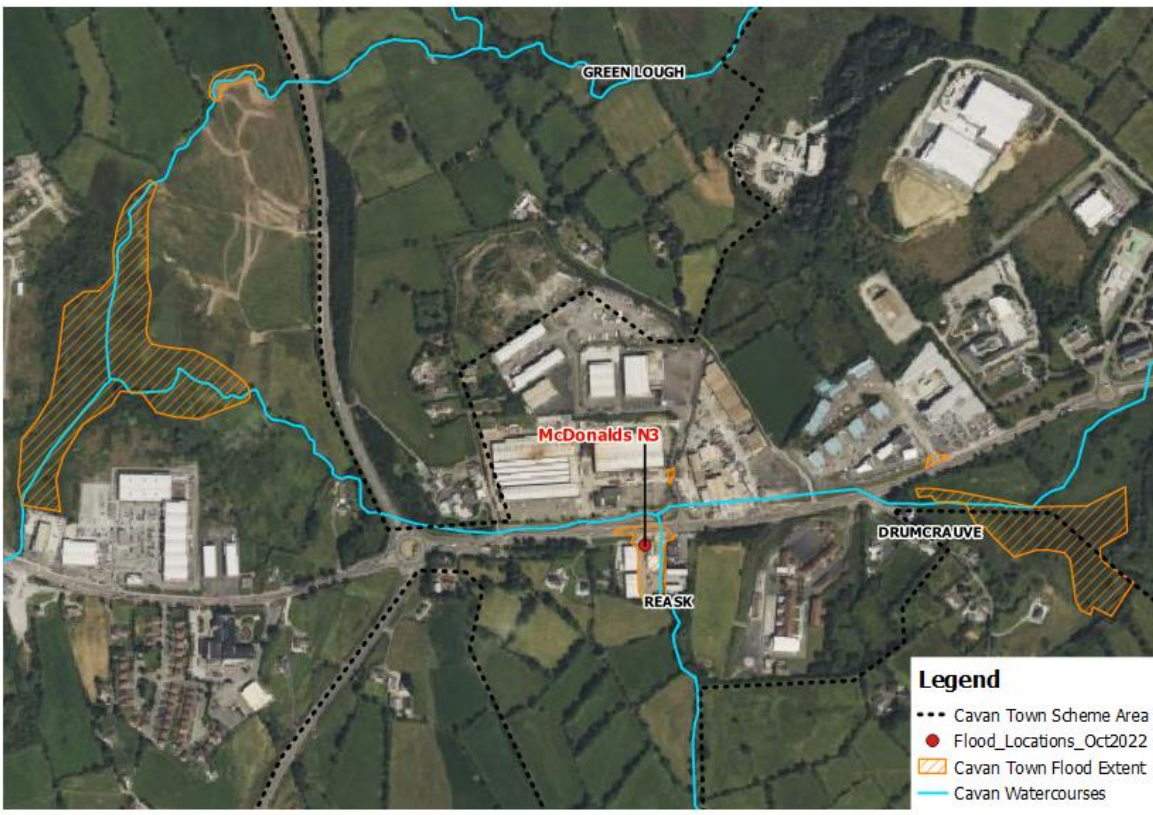 GREEN LOUGH
McDonalds N3
DRUMCRAUVE
REASK
Legend
Cavan Town Scheme Area
Flood_Locations_Oct2022
Cavan Town Flood Extent
Cavan Watercourses